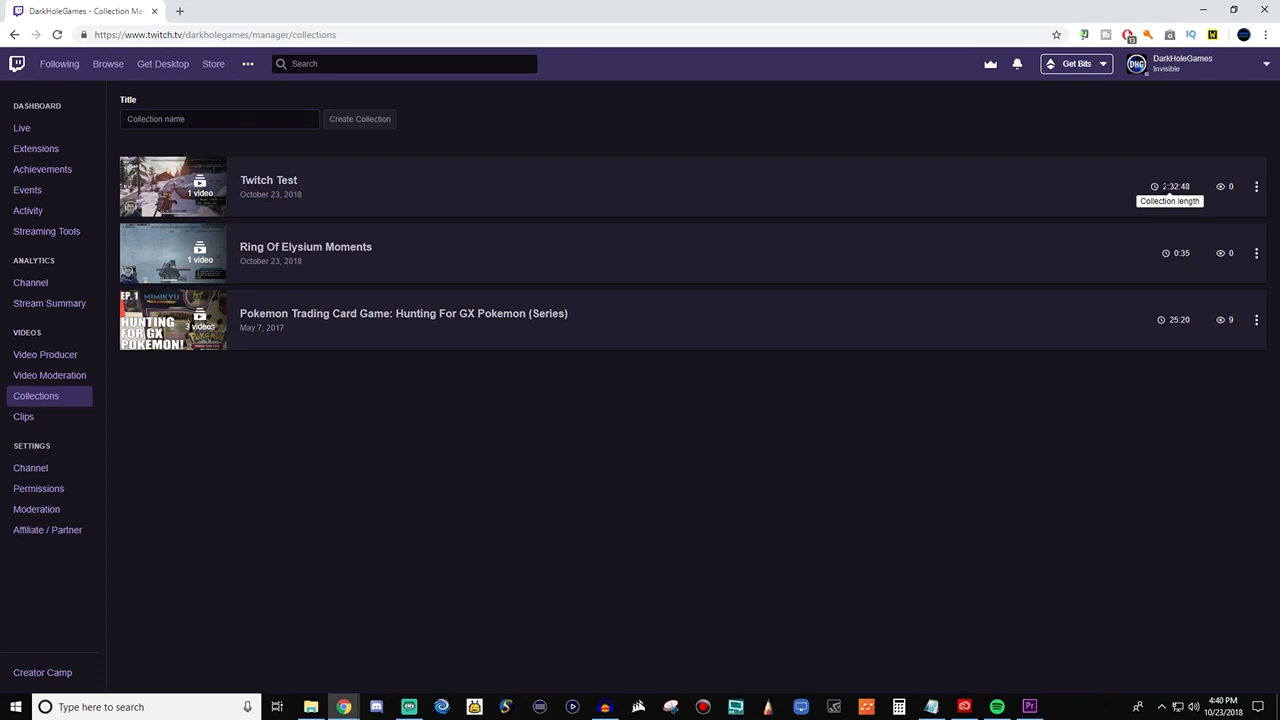 DarkHoleGames - Collection Ma
https://www.twitch.tv/darkholegames/manager/collections
13
IQ
W
Following
Browse
Get Desktop
Store
Search
Get Bits
DHG
DarkHoleGames
Invisible
DASHBOARD
Live
Extensions
Achievements
Events
Activity
Streaming Tools
ANALYTICS
Channel
Stream Summary
VIDEOS
Video Producer
Video Moderation
Collections
Clips
SETTINGS
Channel
Permissions
Moderation
Affiliate / Partner
Creator Camp
Title
Collection name
Create Collection
1 video
Twitch Test
October 23, 2018
2:32:48
0
Collection length
1 video
Ring Of Elysium Moments
October 23, 2018
0:35
0
EP. 1
MIMIKYU
HUNTING
FOR GX
POKEMON!
3 videos
Pokemon Trading Card Game: Hunting For GX Pokemon (Series)
May 7, 2017
25:20
9
Type here to search
Pr
4:40 PM
10/23/2018